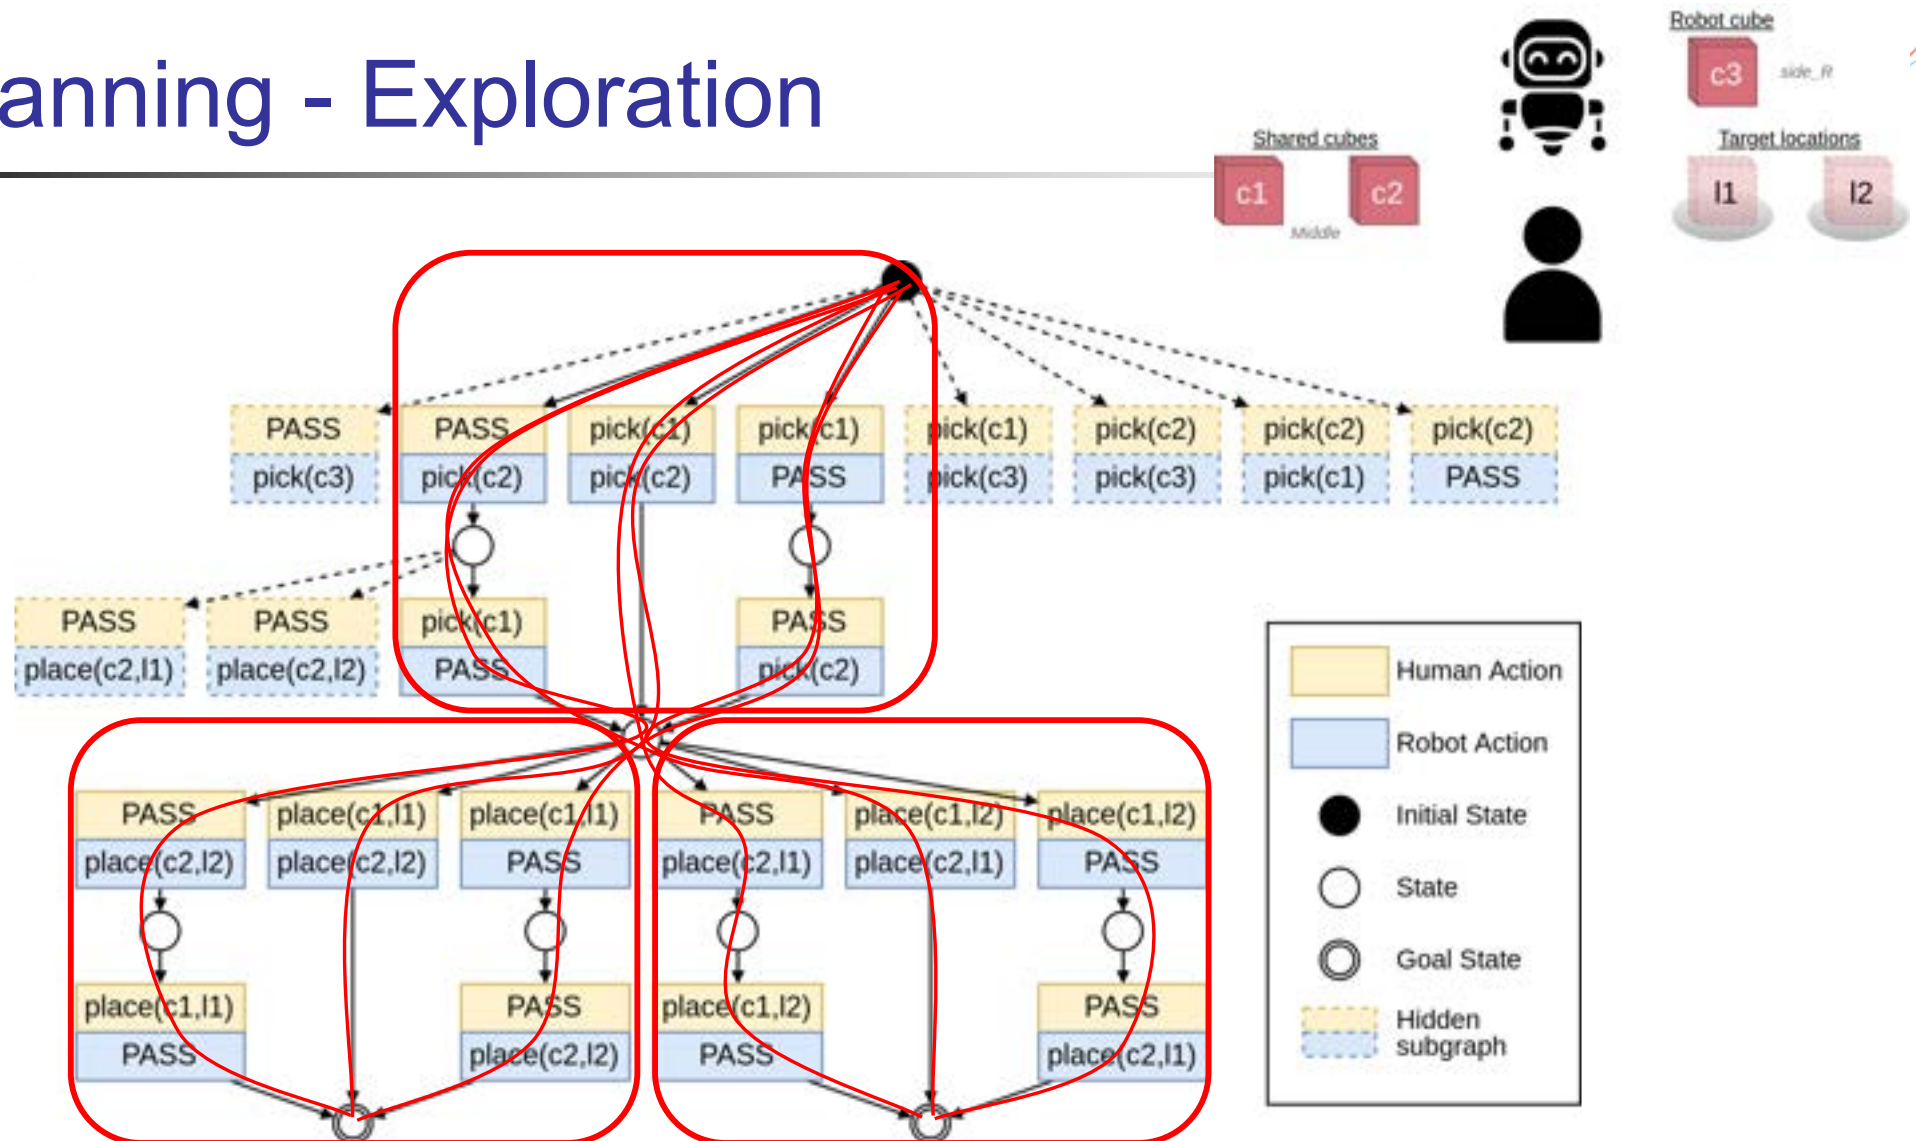 anning - Exploration
Robot cube
c3
side_R
Shared cubes
Target locations
c1
c2
l1
l2
Middle
PASS
PASS
pick(c1)
pick(c1)
pick(c1)
pick(c2)
pick(c2)
pick(c2)
pick(c3)
pick(c2)
pick(c2)
PASS
pick(c3)
pick(c3)
pick(c1)
PASS
PASS
PASS
pick(c1)
PASS
place(c2,l1)
place(c2,l2)
PASS
pick(c2)
Human Action
Robot Action
Initial State
State
Goal State
Hidden
subgraph
PASS
place(c1,l1)
place(c1,l1)
PASS
place(c1,l2)
place(c1,l2)
place(c2,l2)
place(c2,l2)
PASS
place(c2,l1)
place(c2,l1)
PASS
place(c1,l1)
PASS
place(c1,l2)
PASS
PASS
place(c2,l2)
PASS
place(c2,l1)